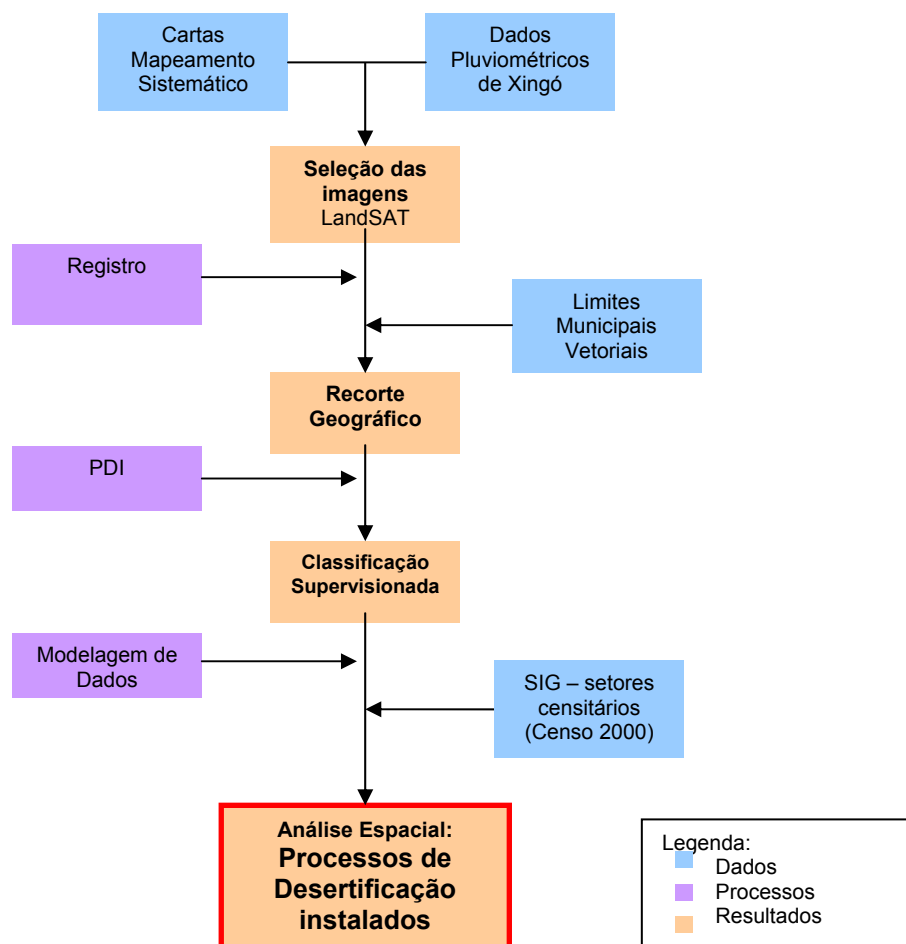 Cartas
Mapeamento
Sistemático
Dados
Pluviométricos
de Xingó
Seleção das
imagens
LandSAT
Registro
Limites
Municipais
Vetoriais
Recorte
Geográfico
PDI
Classificação
Supervisionada
Modelagem de
Dados
SIG – setores
censitários
(Censo 2000)
Análise Espacial:
Processos de
Desertificação
instalados
Legenda:
Dados
Processos
Resultados